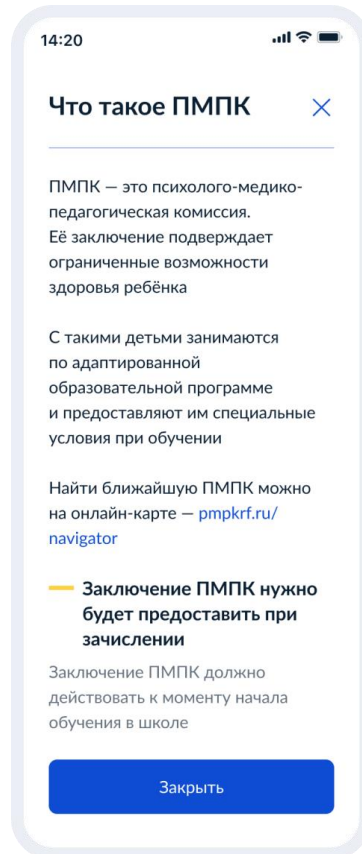 14:20
Что такое ПМПК
ПМПК — это психолого-медико-
педагогическая комиссия.
Её заключение подтверждает
ограниченные возможности
здоровья ребёнка
С такими детьми занимаются
по адаптированной
образовательной программе
и предоставляют им специальные
условия при обучении
Найти ближайшую ПМПК можно
на онлайн-карте — pmpkrf.ru/
navigator
Заключение ПМПК нужно
будет предоставить при
зачислении
Заключение ПМПК должно
действовать к моменту начала
обучения в школе
Закрыть